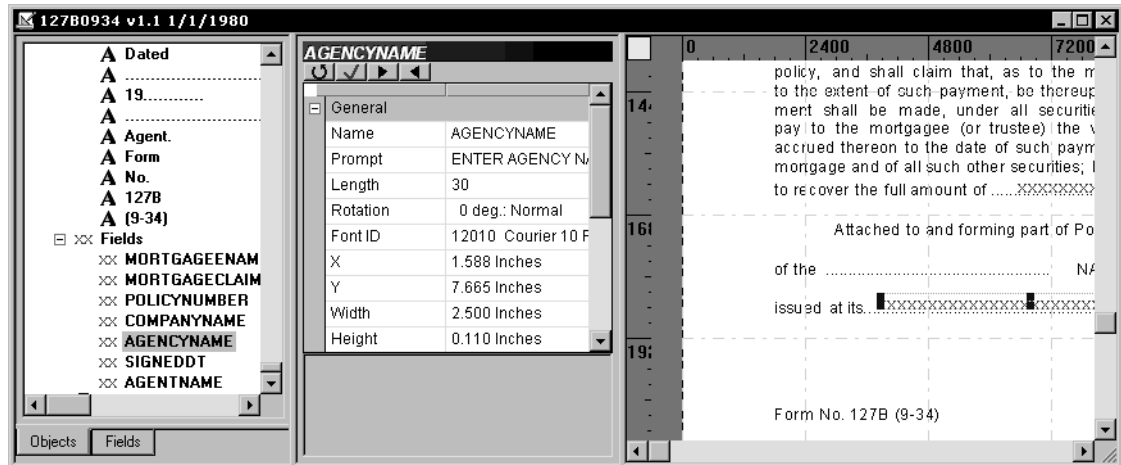 127B0934 v1.1 1/1/1980
A Dated
A ........................
A 19............
A ........................
A Agent.
A Form
A No.
A 127B
A (9-34)
xx Fields
xx MORTGAGEENAM
xx MORTGAGECLAIM
xx POLICYNUMBER
xx COMPANYNAME
xx AGENCYNAME
xx SIGNEDDT
xx AGENTNAME
Objects Fields
AGENCYNAME
General
Name AGENCYNAME
Prompt ENTER AGENCY NA
Length 30
Rotation 0 deg.: Normal
Font ID 12010 Courier 10 F
X 1.588 Inches
Y 7.665 Inches
Width 2.500 Inches
Height 0.110 Inches
0 2400 4800 7200
144
168
192
policy, and shall claim that, as to the m
to the extent of such payment, be thereup
ment shall be made, under all securitie
pay to the mortgagee (or trustee) the v
accrued thereon to the date of such paym
mortgage and of all such other securities; l
to recover the full amount of ......XXXXXXXX
Attached to and forming part of Po
of the ............................................... NA
issued at its...XXXXXXXXXXXXXXXXXXXXX
Form No. 127B (9-34)